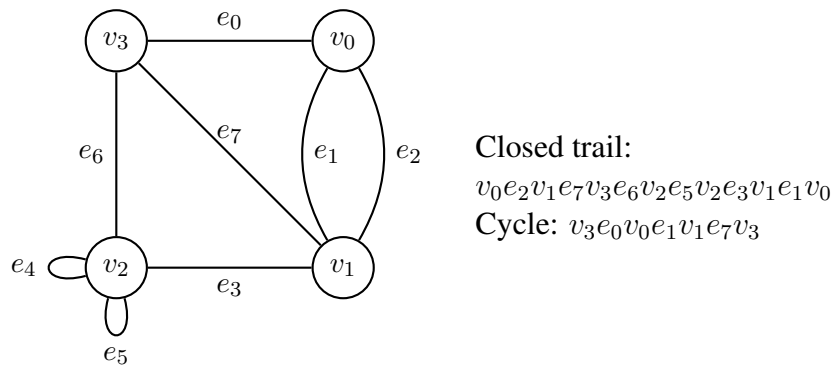 e₀
v₃
v₀
e₇
e₆
e₁
e₂
e₄
v₂
v₁
e₃
e₅
Closed trail:
v₀e₂v₁e₇v₃e₆v₂e₅v₂e₃v₁e₁v₀
Cycle: v₃e₀v₀e₁v₁e₇v₃